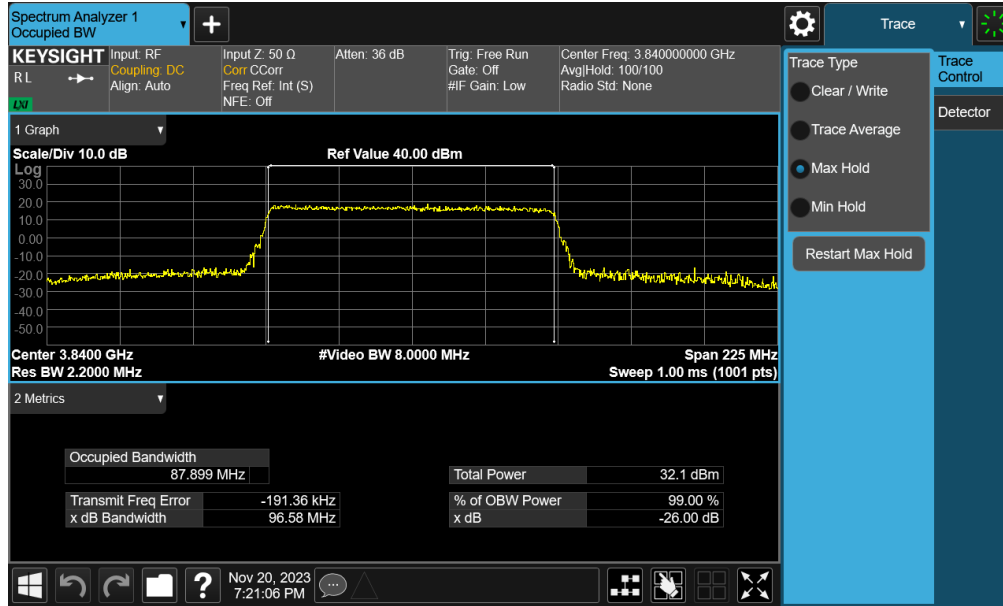 Spectrum Analyzer 1
Occupied BW
+
Trace
KEYSIGHT Input: RF Input Z: 50 Ω Atten: 36 dB Trig: Free Run Center Freq: 3.840000000 GHz
R L Coupling: DC Corr CCorr Gate: Off Avg|Hold: 100/100
Align: Auto Freq Ref: Int (S) #IF Gain: Low Radio Std: None
LXI NFE: Off
Trace Type
Clear / Write
Trace Average
Max Hold
Min Hold
Restart Max Hold
Trace
Control
Detector
1 Graph
Scale/Div 10.0 dB Ref Value 40.00 dBm
Log
30.0
20.0
10.0
0.00
-10.0
-20.0
-30.0
-40.0
-50.0
Center 3.8400 GHz #Video BW 8.0000 MHz Span 225 MHz
Res BW 2.2000 MHz Sweep 1.00 ms (1001 pts)
2 Metrics
Occupied Bandwidth
87.899 MHz Total Power 32.1 dBm
Transmit Freq Error -191.36 kHz % of OBW Power 99.00 %
x dB Bandwidth 96.58 MHz x dB -26.00 dB
? Nov 20, 2023
7:21:06 PM